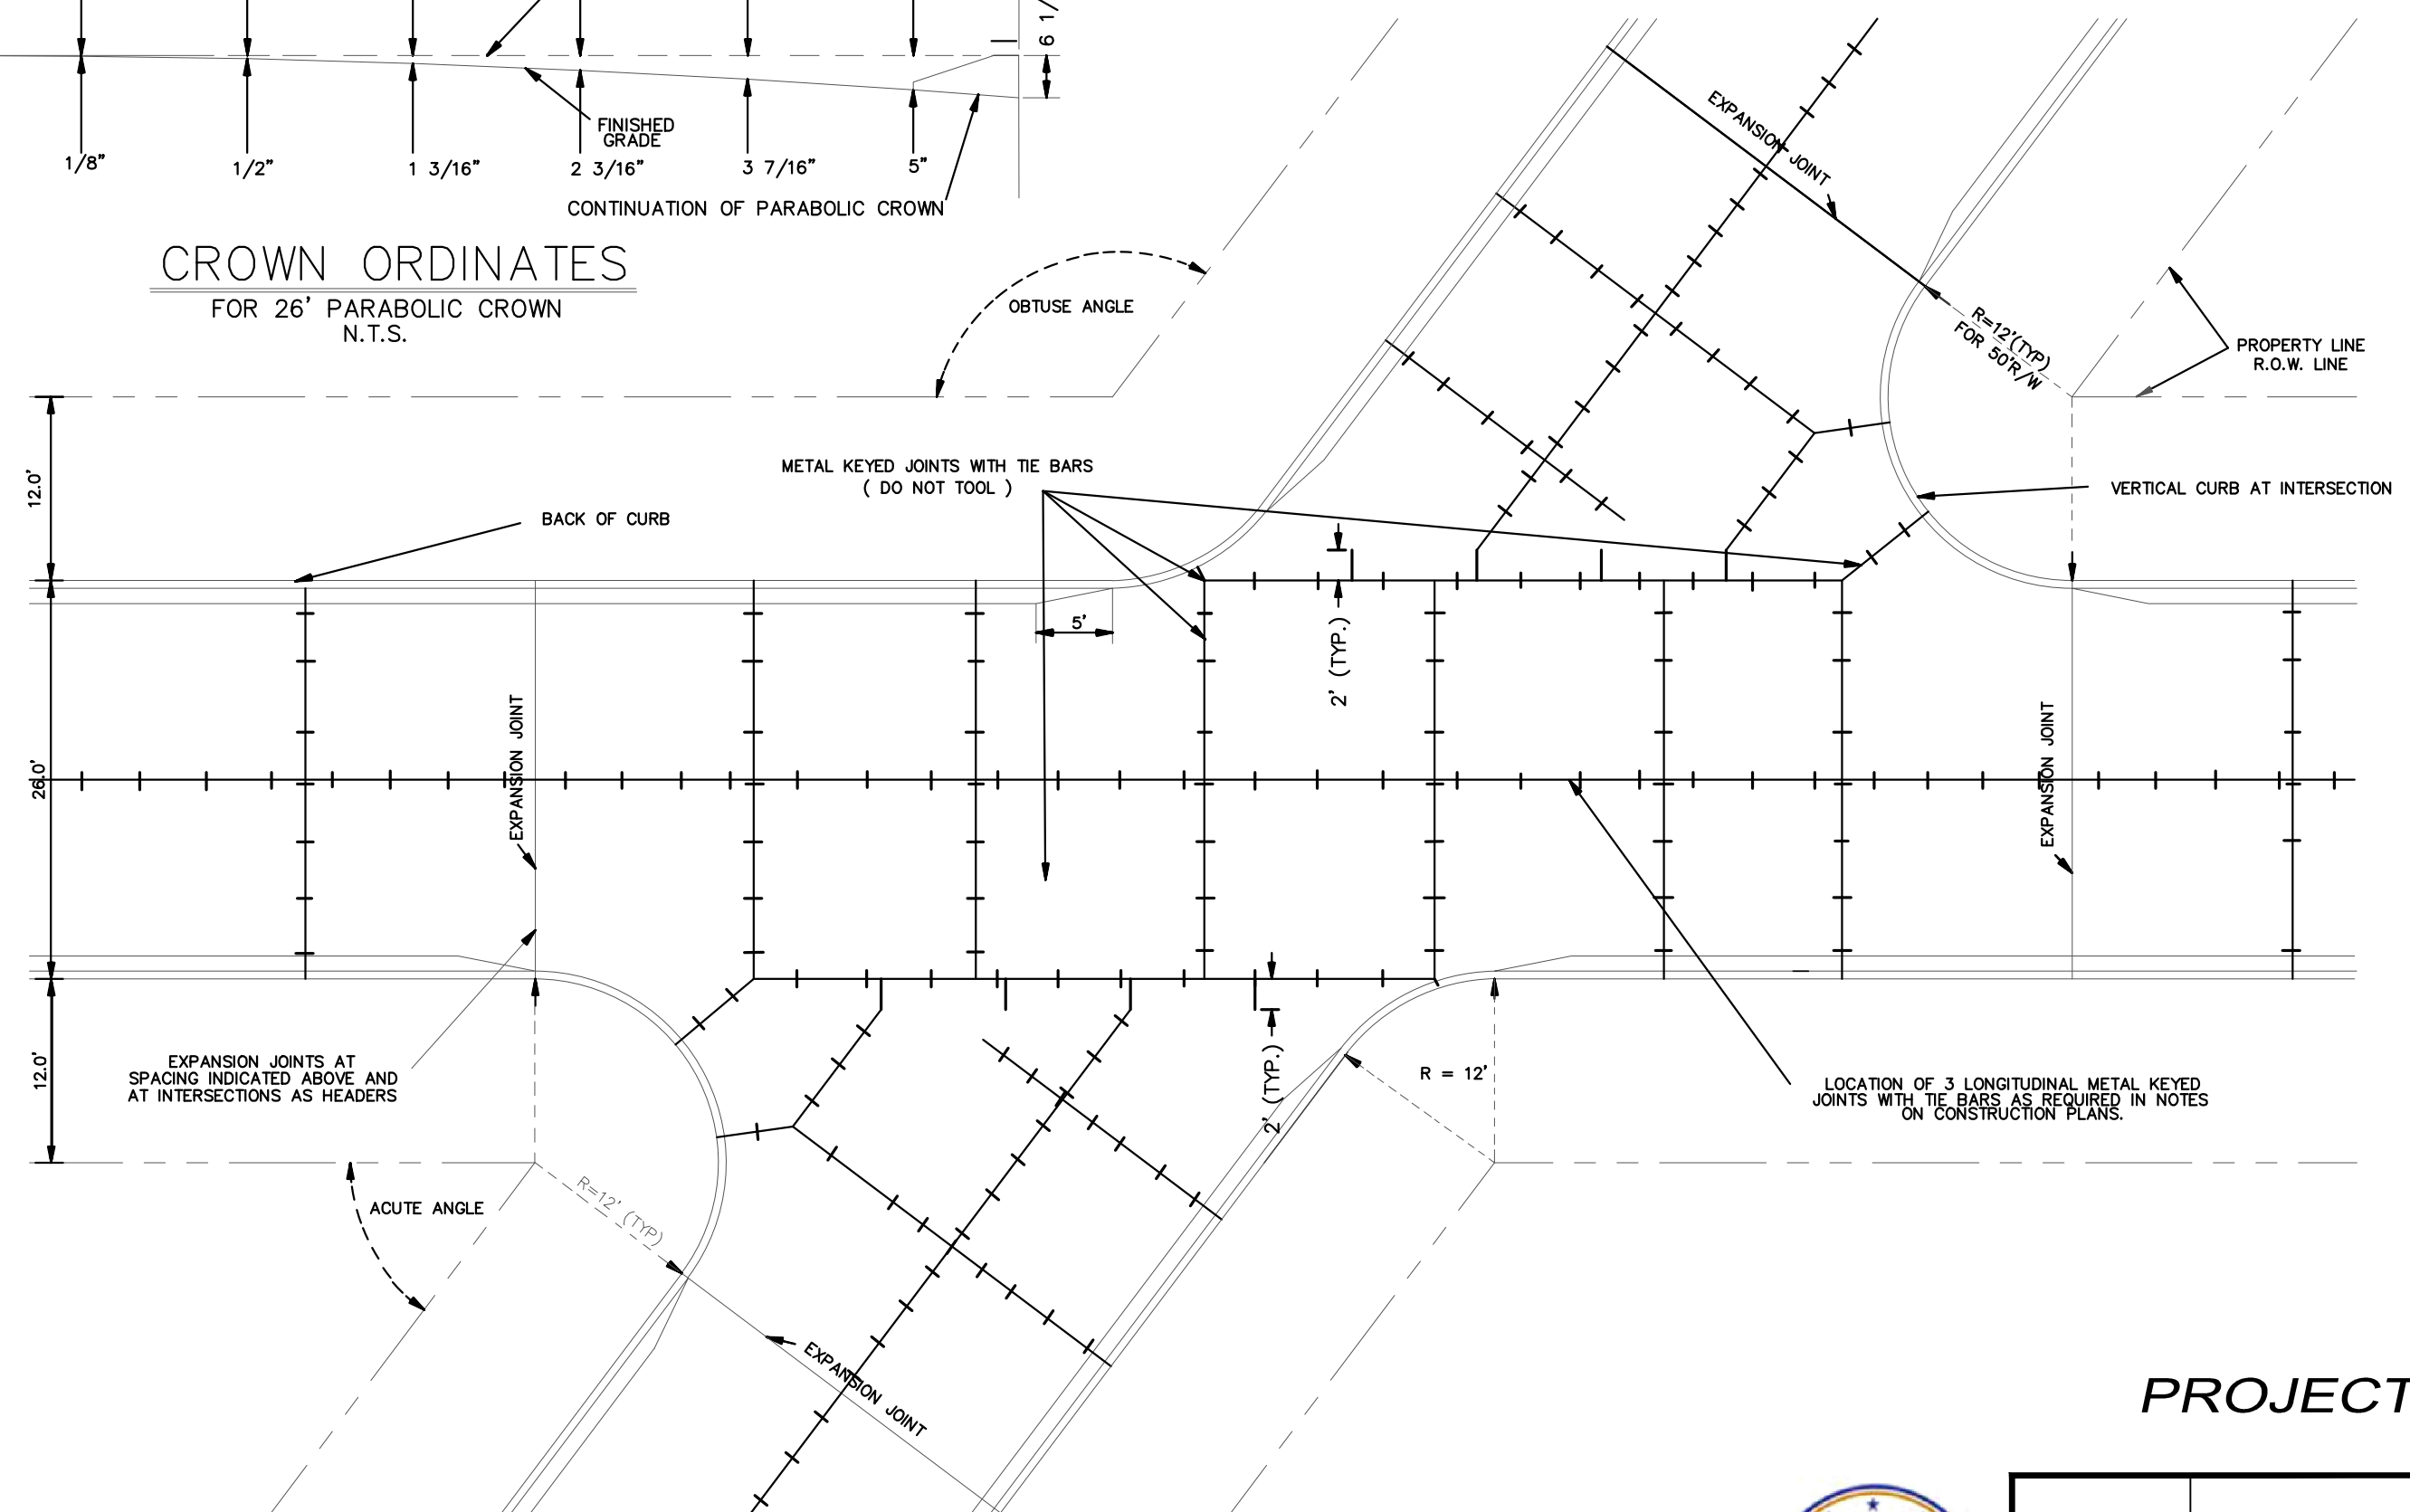 6 1/
FINISHED
GRADE
1/8"
1/2"
1 3/16"
2 3/16"
3 7/16"
5"
CONTINUATION OF PARABOLIC CROWN
CROWN ORDINATES
FOR 26' PARABOLIC CROWN
N.T.S.
OBTUSE ANGLE
EXPANSION JOINT
R=12'(TYP)
FOR 50'R/W
PROPERTY LINE
R.O.W. LINE
METAL KEYED JOINTS WITH TIE BARS
( DO NOT TOOL )
VERTICAL CURB AT INTERSECTION
12.0'
BACK OF CURB
5'
2' (TYP.)
EXPANSION JOINT
EXPANSION JOINT
26.0'
12.0'
EXPANSION JOINTS AT
SPACING INDICATED ABOVE AND
AT INTERSECTIONS AS HEADERS
2' (TYP.)
R = 12'
LOCATION OF 3 LONGITUDINAL METAL KEYED
JOINTS WITH TIE BARS AS REQUIRED IN NOTES
ON CONSTRUCTION PLANS.
ACUTE ANGLE
R=12' (TYP)
EXPANSION JOINT
PROJECT